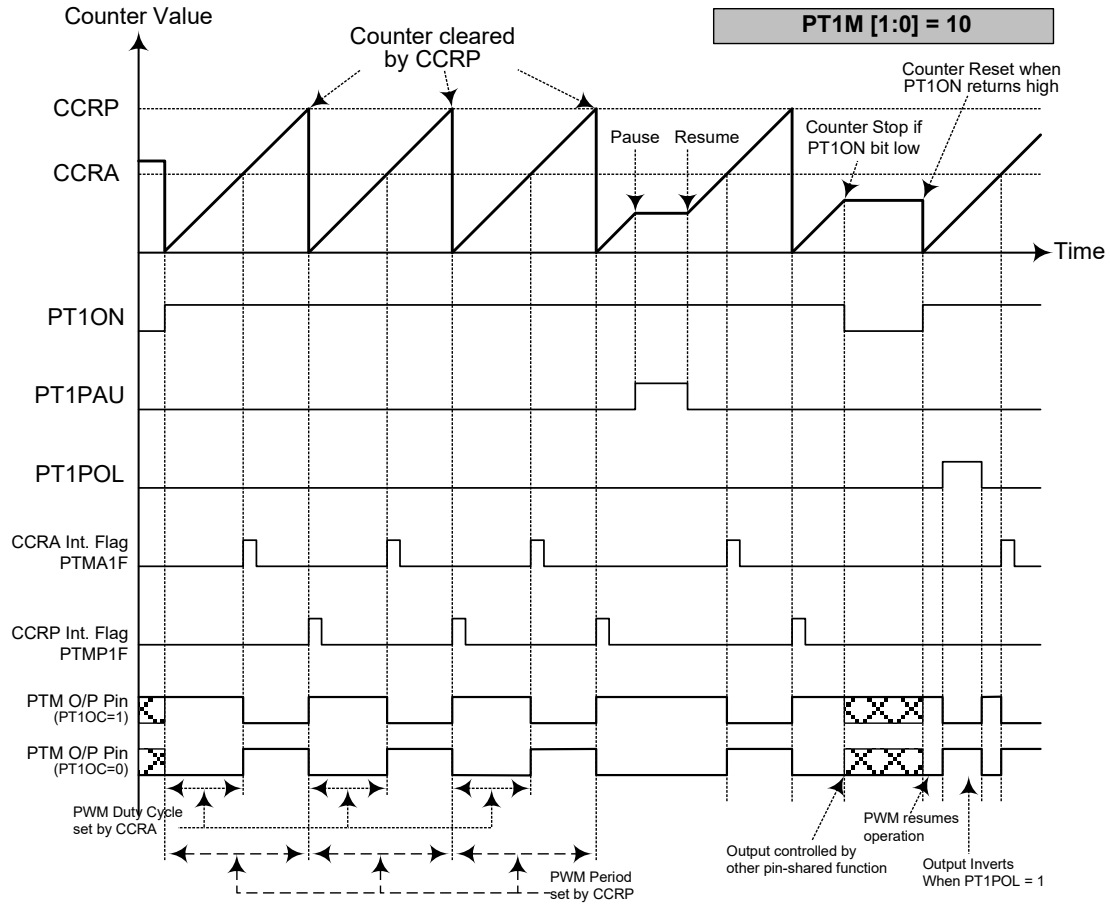 Counter Value
PT1M [1:0] = 10
Counter cleared
by CCRP
Counter Reset when
PT1ON returns high
CCRP
Pause
Resume
Counter Stop if
PT1ON bit low
CCRA
Time
PT1ON
PT1PAU
PT1POL
CCRA Int. Flag
PTMA1F
CCRP Int. Flag
PTMP1F
PTM O/P Pin
(PT1OC=1)
PTM O/P Pin
(PT1OC=0)
PWM Duty Cycle
set by CCRA
PWM resumes
operation
Output controlled by
other pin-shared function
Output Inverts
When PT1POL = 1
PWM Period
set by CCRP